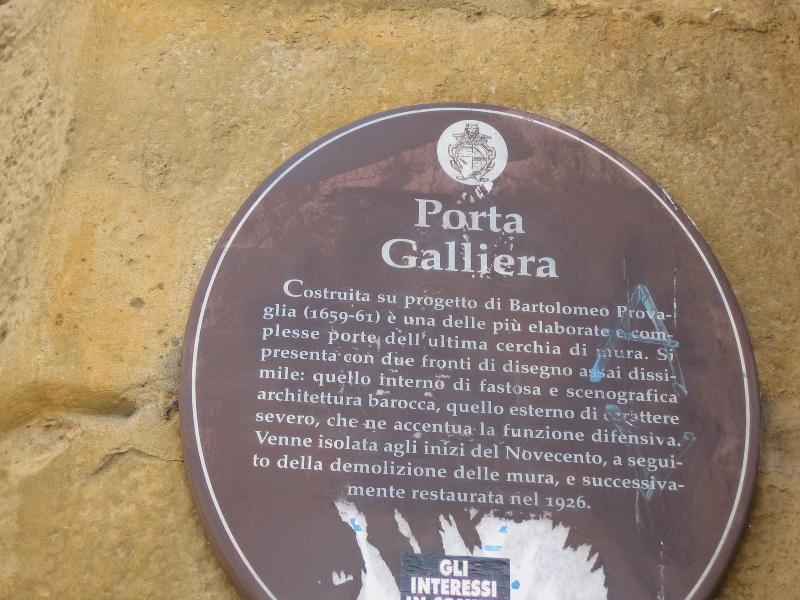 Porta
Galliera
Costruita su progetto di Bartolomeo Prova-
glia (1659-61) è una delle più elaborate e com-
plesse porte dell'ultima cerchia di mura. Si
presenta con due fronti di disegno assai dissi-
mile: quello interno di fastosa e scenografica
architettura barocca, quello esterno di carattere
severo, che ne accentua la funzione difensiva.
Venne isolata agli inizi del Novecento, a segui-
to della demolizione delle mura, e successiva-
mente restaurata nel 1926.
GLI
INTERESSI